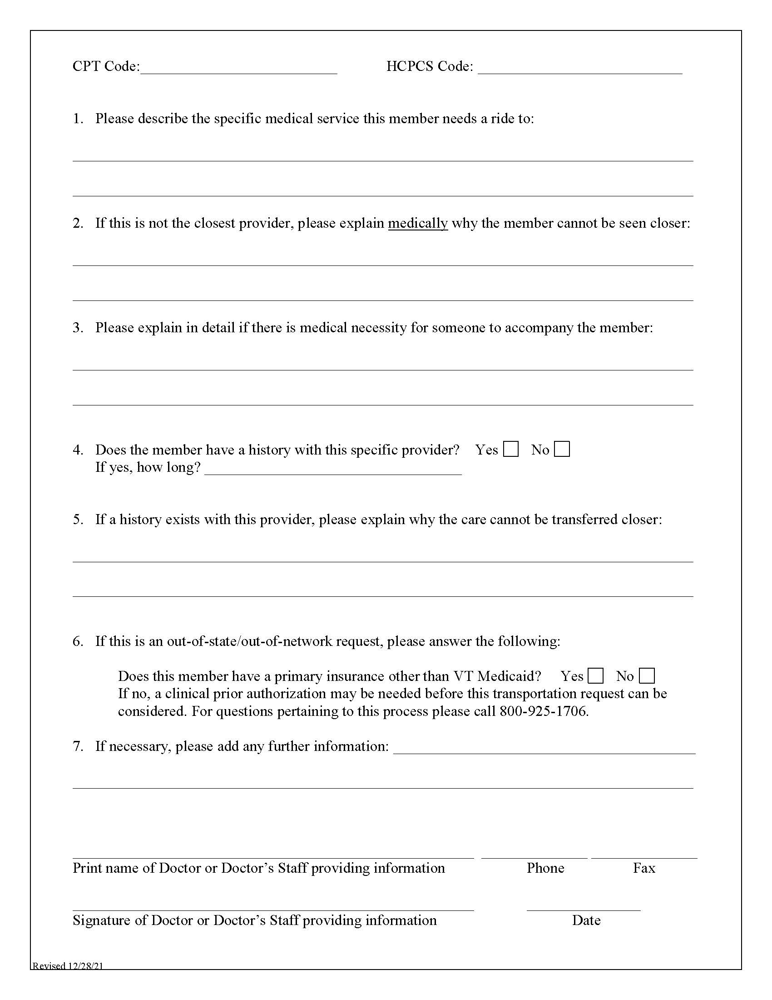 CPT Code: HCPCS Code:
1. Please describe the specific medical service this member needs a ride to:
2. If this is not the closest provider, please explain medically why the member cannot be seen closer:
3. Please explain in detail if there is medical necessity for someone to accompany the member:
4. Does the member have a history with this specific provider? Yes No
If yes, how long?
5. If a history exists with this provider, please explain why the care cannot be transferred closer:
6. If this is an out-of-state/out-of-network request, please answer the following:
Does this member have a primary insurance other than VT Medicaid? Yes No
If no, a clinical prior authorization may be needed before this transportation request can be
considered. For questions pertaining to this process please call 800-925-1706.
7. If necessary, please add any further information:
Print name of Doctor or Doctor’s Staff providing information Phone Fax
Signature of Doctor or Doctor’s Staff providing information Date
Revised 12/28/21